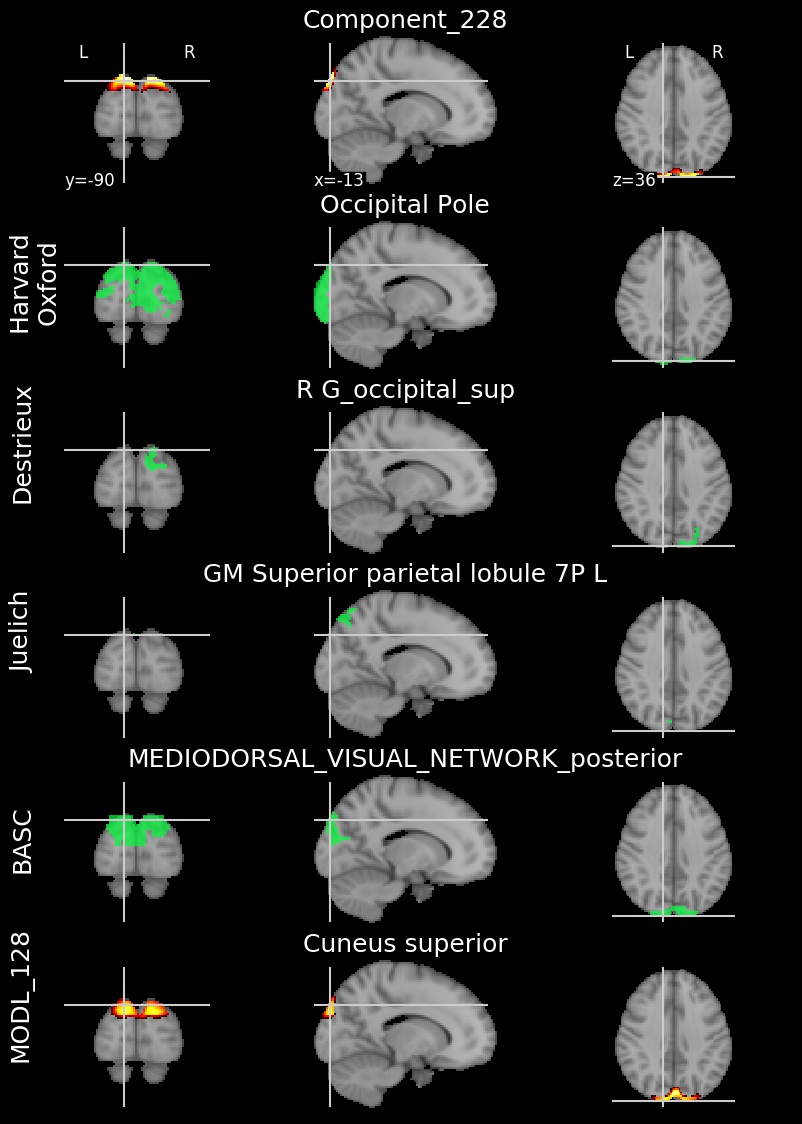 Component_228
L R L R
y=-90 x=-13 z=36
Occipital Pole
Harvard
Oxford
R G_occipital_sup
Destrieux
GM Superior parietal lobule 7P L
Juelich
MEDIODORSAL_VISUAL_NETWORK_posterior
BASC
Cuneus superior
MODL_128